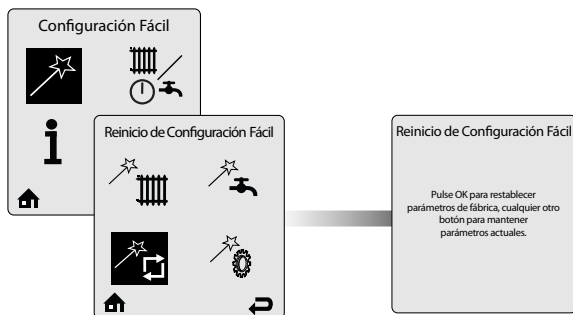 Configuración Fácil
Reinicio de Configuración Fácil
Reinicio de Configuración Fácil
Pulse OK para restablecer
parámetros de fábrica, cualquier otro
botón para mantener
parámetros actuales.